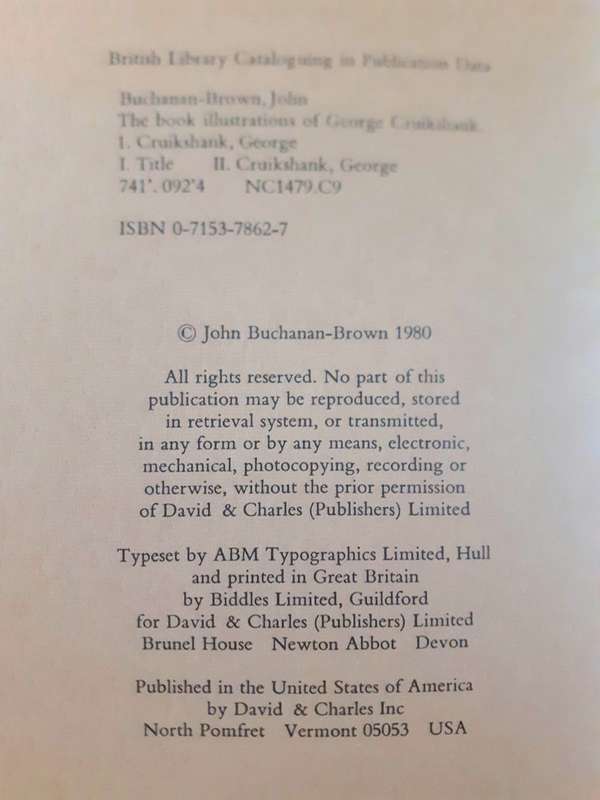 British Library Cataloguing in Publication Data
Buchanan-Brown, John
The book illustrations of George Cruikshank.
1. Cruikshank, George
I. Title II. Cruikshank, George
741'.092'4 NC1479.C9
ISBN 0-7153-7862-7
© John Buchanan-Brown 1980
All rights reserved. No part of this
publication may be reproduced, stored
in retrieval system, or transmitted,
in any form or by any means, electronic,
mechanical, photocopying, recording or
otherwise, without the prior permission
of David & Charles (Publishers) Limited
Typeset by ABM Typographics Limited, Hull
and printed in Great Britain
by Biddles Limited, Guildford
for David & Charles (Publishers) Limited
Brunel House Newton Abbot Devon
Published in the United States of America
by David & Charles Inc
North Pomfret Vermont 05053 USA